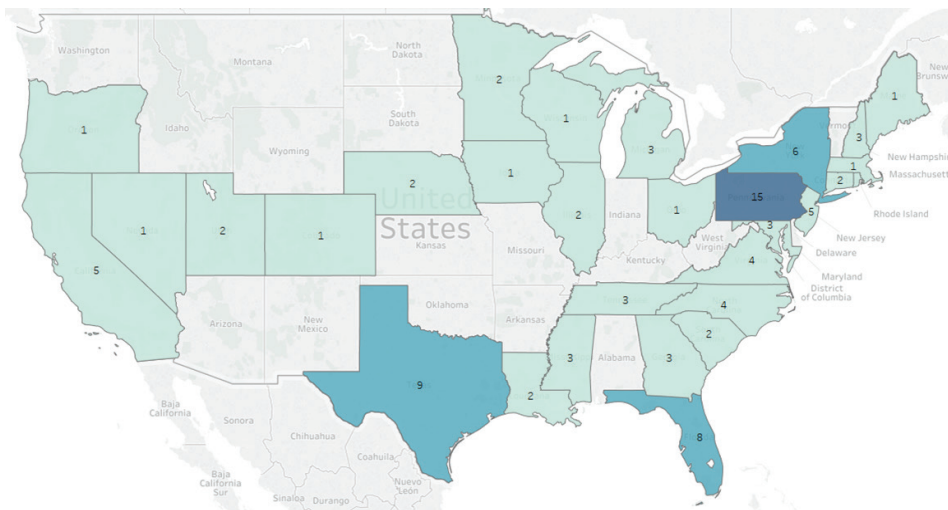 Washington
Montana
North
Dakota
South
Dakota
Idaho
Wyoming
United
States
Kansas
Missouri
Indiana
Kentucky
West
Virginia
Oklahoma
Arkansas
Arizona
New
Mexico
Alabama
New
Brunsw
New Hampshire
Massachusett
Rhode Island
New Jersey
Delaware
Maryland
District
of Columbia
Baja
California
Sonora
Chihuahua
Coahuila
Baja
California
Sur
Sinaloa
Durango
Nuevo
León
1
5
1
2
1
2
2
1
1
2
3
1
15
6
1
3
1
2
5
3
4
4
3
2
3
3
2
9
8